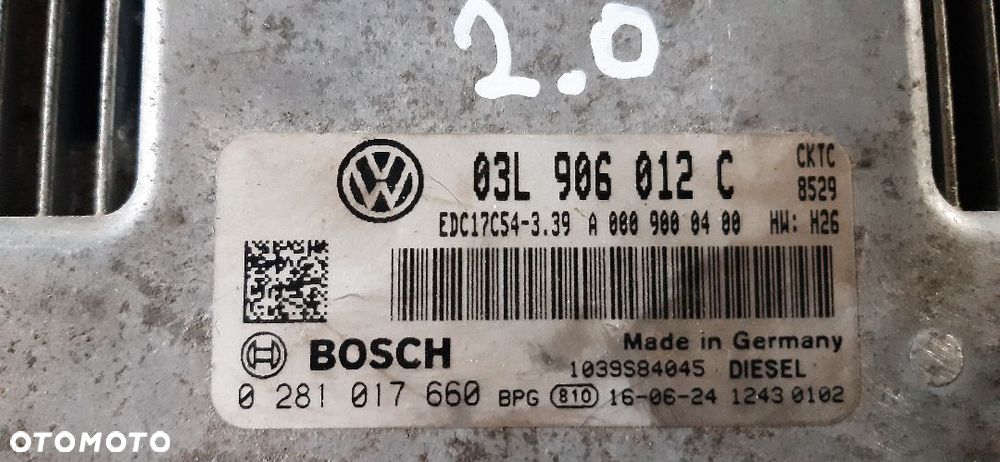 2.0
03L 906 012 C CKTC
8529
EDC17C54-3.39 A 000 900 04 00 HW: H26
Made in Germany
BOSCH
1039S84045 DIESEL
0 281 017 660 BPG 810 16-06-24 1243 0102
OTOMOTO